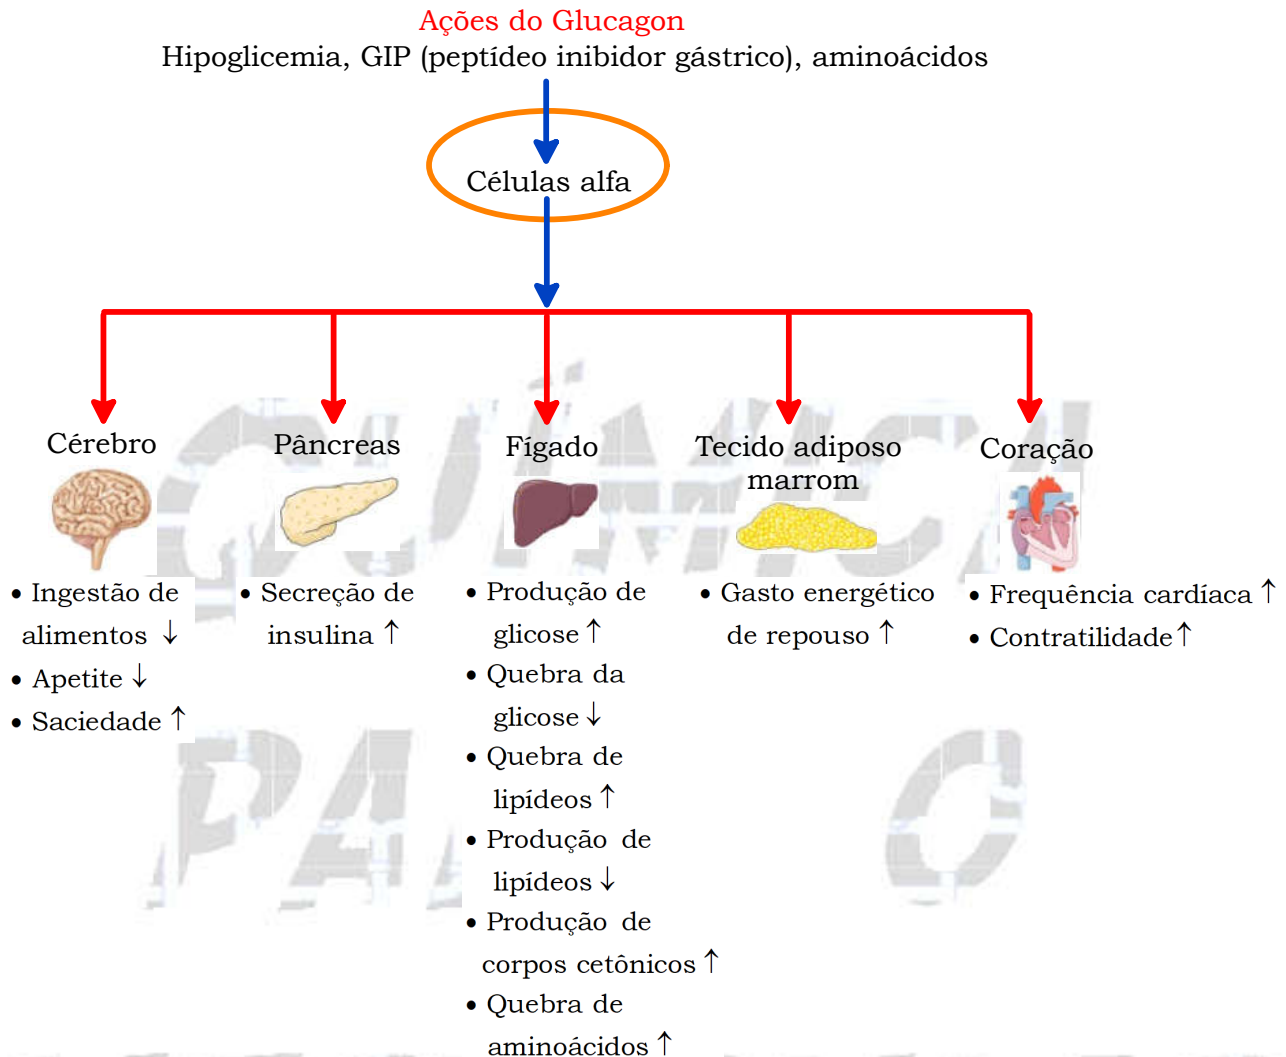 Ações do Glucagon
Hipoglicemia, GIP (peptídeo inibidor gástrico), aminoácidos
Células alfa
Cérebro
• Ingestão de
alimentos ↓
• Apetite ↓
• Saciedade ↑
Pâncreas
• Secreção de
insulina ↑
Fígado
• Produção de
glicose ↑
• Quebra da
glicose ↓
• Quebra de
lipídeos ↑
• Produção de
lipídeos ↓
• Produção de
corpos cetônicos ↑
• Quebra de
aminoácidos ↑
Tecido adiposo
marrom
• Gasto energético
de repouso ↑
Coração
• Frequência cardíaca ↑
• Contratilidade ↑
QUÍMICA